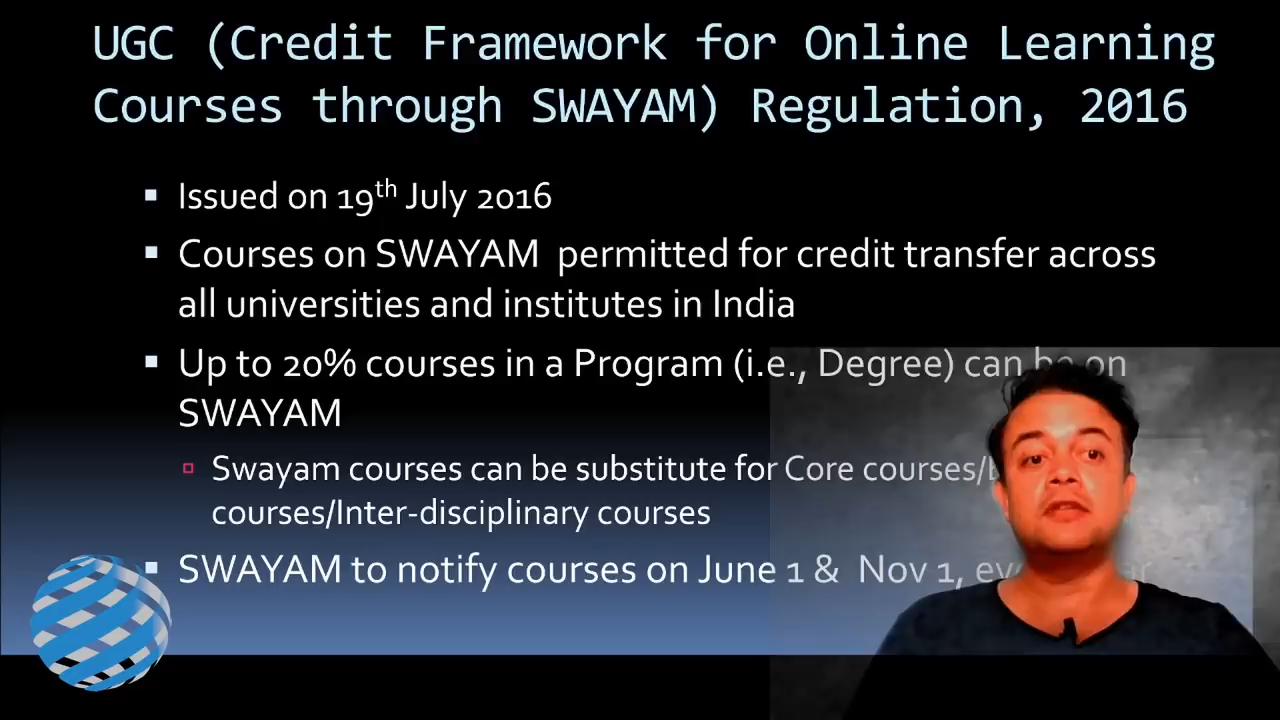 UGC (Credit Framework for Online Learning
Courses through SWAYAM) Regulation, 2016
Issued on 19th July 2016
Courses on SWAYAM permitted for credit transfer across
all universities and institutes in India
Up to 20% courses in a Program (i.e., Degree) can be on
SWAYAM
Swayam courses can be substitute for Core courses/
courses/Inter-disciplinary courses
SWAYAM to notify courses on June 1 & Nov 1,